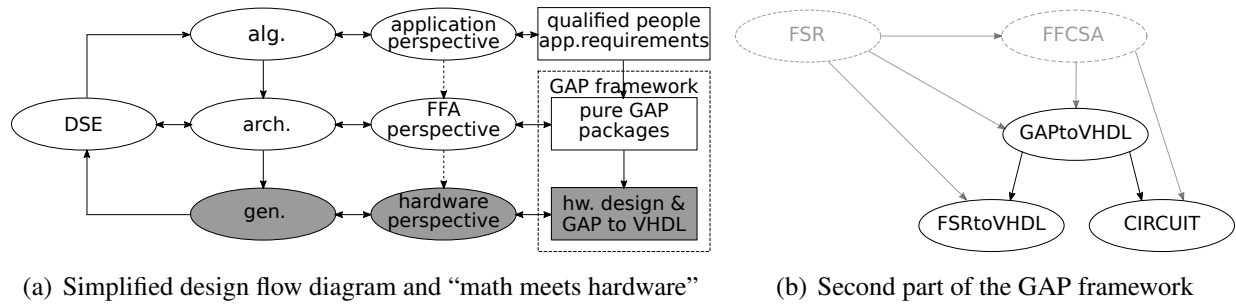 alg.
application
perspective
qualified people
app.requirements
GAP framework
DSE
arch.
FFA
perspective
pure GAP
packages
gen.
hardware
perspective
hw. design &
GAP to VHDL
(a) Simplified design flow diagram and “math meets hardware”
FSR
FFCSA
GAPtoVHDL
FSRtoVHDL
CIRCUIT
(b) Second part of the GAP framework